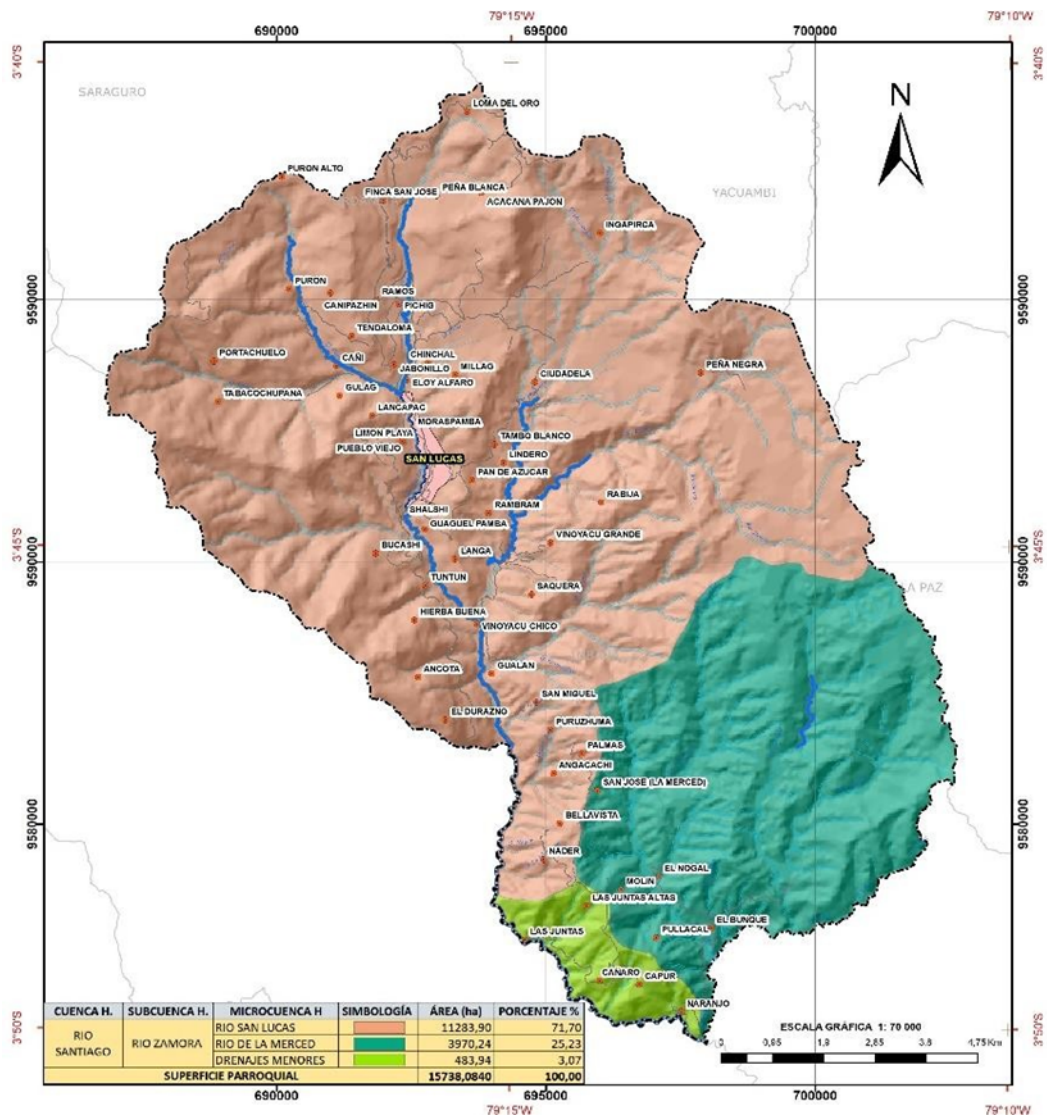 79°15'W
79°10'W
690000
695000
700000
3°40'S
3°40'S
SARAGURO
LOMA DEL ORO
N
PURON ALTO
PEÑA BLANCA
FINCA SAN JOSE
ACACANA PAJON
YACUAMBI
INGAPIRCA
9590000
9590000
PURON
RAMOS
CANIPAZHIN
PICHIG
TENDALOMA
PORTACHUELO
CAÑI
CHINCHAL
JABONILLO
MILLAG
PEÑA NEGRA
ELOY ALFARO
CIUDADELA
TABACOCHUPANA
GULAG
LANCAPAC
MORASPAMBA
LIMON PLAYA
TAMBO BLANCO
PUEBLO VIEJO
SAN LUCAS
LINDERO
PAN DE AZUCAR
RABIJA
SHALSHI
RAMBRAM
GUAGUEL PAMBA
VINOYACU GRANDE
3°45'S
3°45'S
BUCASHI
LANGA
9590000
9590000
TUNTUN
SAQUERA
LA PAZ
HIERBA BUENA
VINOYACU CHICO
ANCOTA
GUALAN
SAN MIGUEL
EL DURAZNO
PURUZHUMA
PALMAS
ANGACACHI
SAN JOSE (LA MERCED)
BELLAVISTA
9580000
9580000
NADER
EL NOGAL
MOLIN
LAS JUNTAS ALTAS
EL BUNQUE
LAS JUNTAS
PULLACAL
CAÑARO
CAPUR
NARANJO
CUENCA H. SUBCUENCA H. MICROCUENCA H SIMBOLOGÍA ÁREA (ha) PORCENTAJE %
RIO SANTIAGO RIO ZAMORA RIO SAN LUCAS 11283,90 71,70
RIO DE LA MERCED 3970,24 25,23
DRENAJES MENORES 483,94 3,07
SUPERFICIE PARROQUIAL 15738,0840 100,00
ESCALA GRÁFICA 1: 70 000
0 0,95 1,9 2,85 3,8 4,75 Km
3°50'S
3°50'S
690000
695000
700000
79°15'W
79°10'W